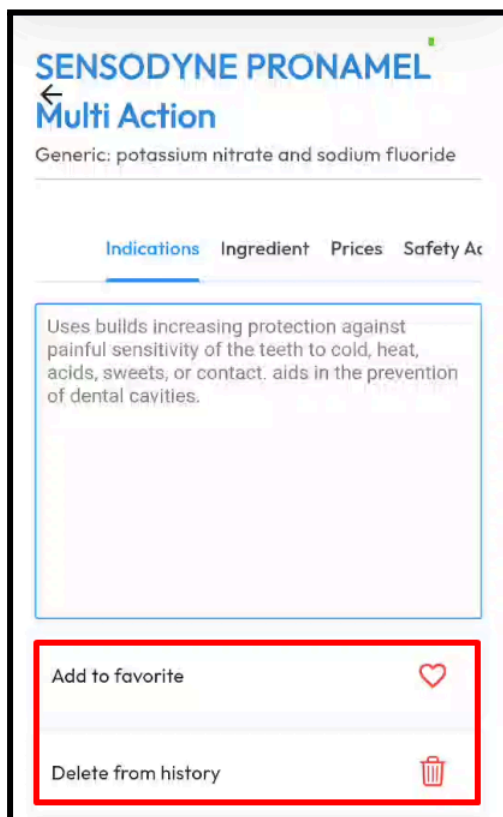 SENSODYNE PRONAMEL
Multi Action
Generic: potassium nitrate and sodium fluoride
Indications Ingredient Prices Safety Ac
Uses builds increasing protection against
painful sensitivity of the teeth to cold, heat,
acids, sweets, or contact. aids in the prevention
of dental cavities.
Add to favorite
Delete from history